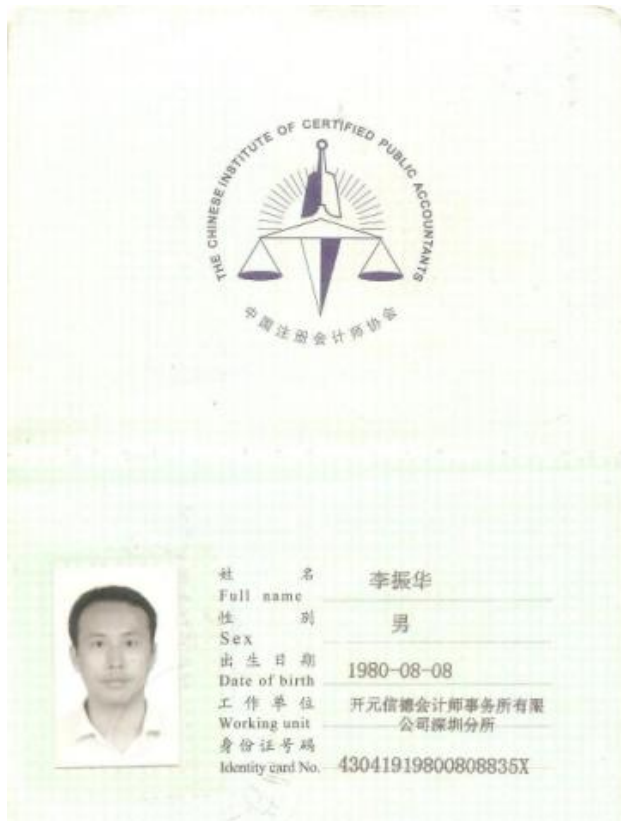 THE CHINESE INSTITUTE OF CERTIFIED PUBLIC ACCOUNTANTS
中国注册会计师协会
姓 名 李振华
Full name
性 别 男
Sex
出生日期 1980-08-08
Date of birth
工作单位 开元信德会计师事务所有限
Working unit 公司深圳分所
身份证号码
Identity card No. 43041919800808835X